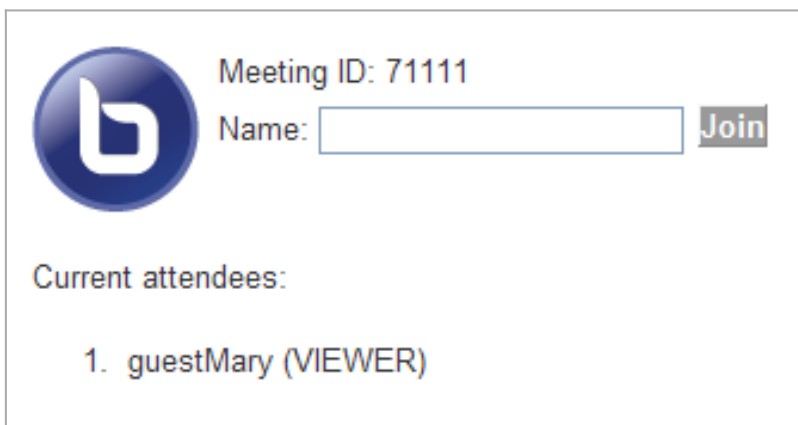 Meeting ID: 71111
Name: Join
Current attendees:
1. guestMary (VIEWER)